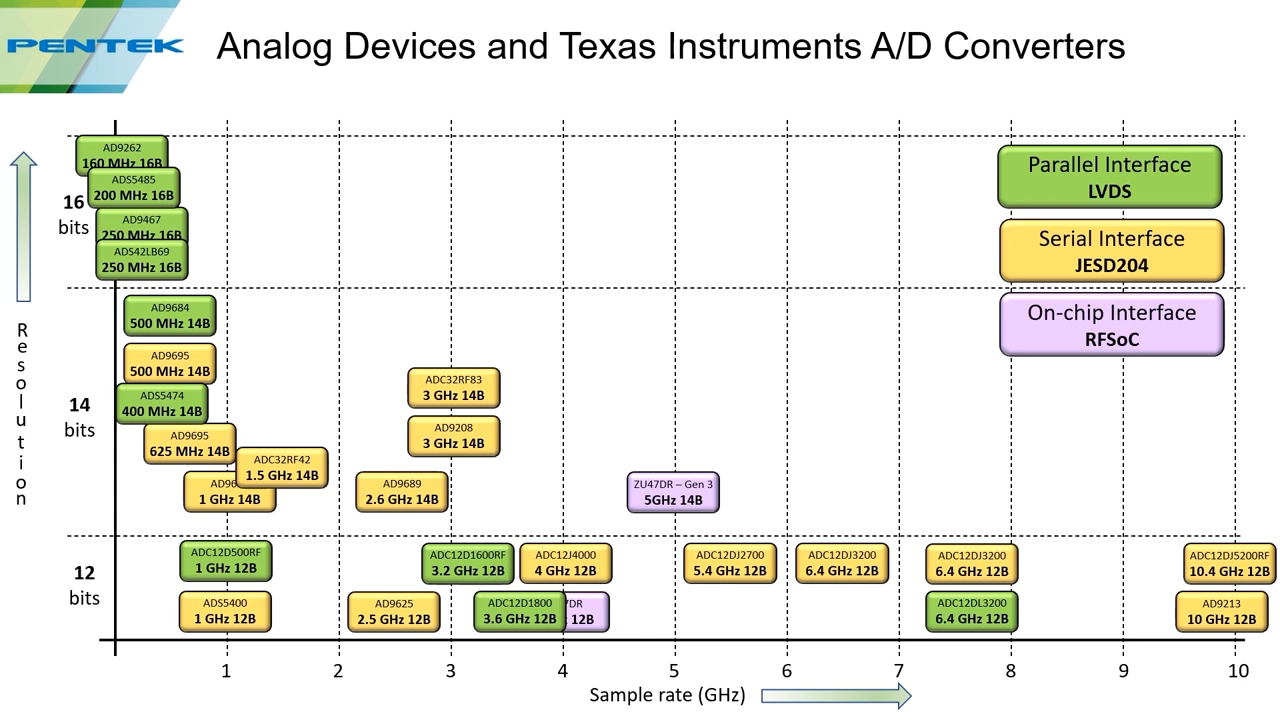 PENTEK
Analog Devices and Texas Instruments A/D Converters
Resolution
16
bits
14
bits
12
bits
AD9262
160 MHz 16B
ADS5485
200 MHz 16B
AD9467
250 MHz 16B
ADS42LB69
250 MHz 16B
Parallel Interface
LVDS
Serial Interface
JESD204
On-chip Interface
RFSoC
AD9684
500 MHz 14B
AD9695
500 MHz 14B
ADS5474
400 MHz 14B
AD9695
625 MHz 14B
ADC32RF42
1.5 GHz 14B
1 GHz 14B
ADC32RF83
3 GHz 14B
AD9208
3 GHz 14B
AD9689
2.6 GHz 14B
ZU47DR – Gen 3
5GHz 14B
ADC12D500RF
1 GHz 12B
ADC12D1600RF
3.2 GHz 12B
ADC12J4000
4 GHz 12B
ADC12DJ2700
5.4 GHz 12B
ADC12DJ3200
6.4 GHz 12B
ADC12DJ3200
6.4 GHz 12B
ADC12DJ5200RF
10.4 GHz 12B
ADS5400
1 GHz 12B
AD9625
2.5 GHz 12B
ADC12D1800
3.6 GHz 12B
DR
12B
ADC12DL3200
6.4 GHz 12B
AD9213
10 GHz 12B
1 2 3 4 5 6 7 8 9 10
Sample rate (GHz)